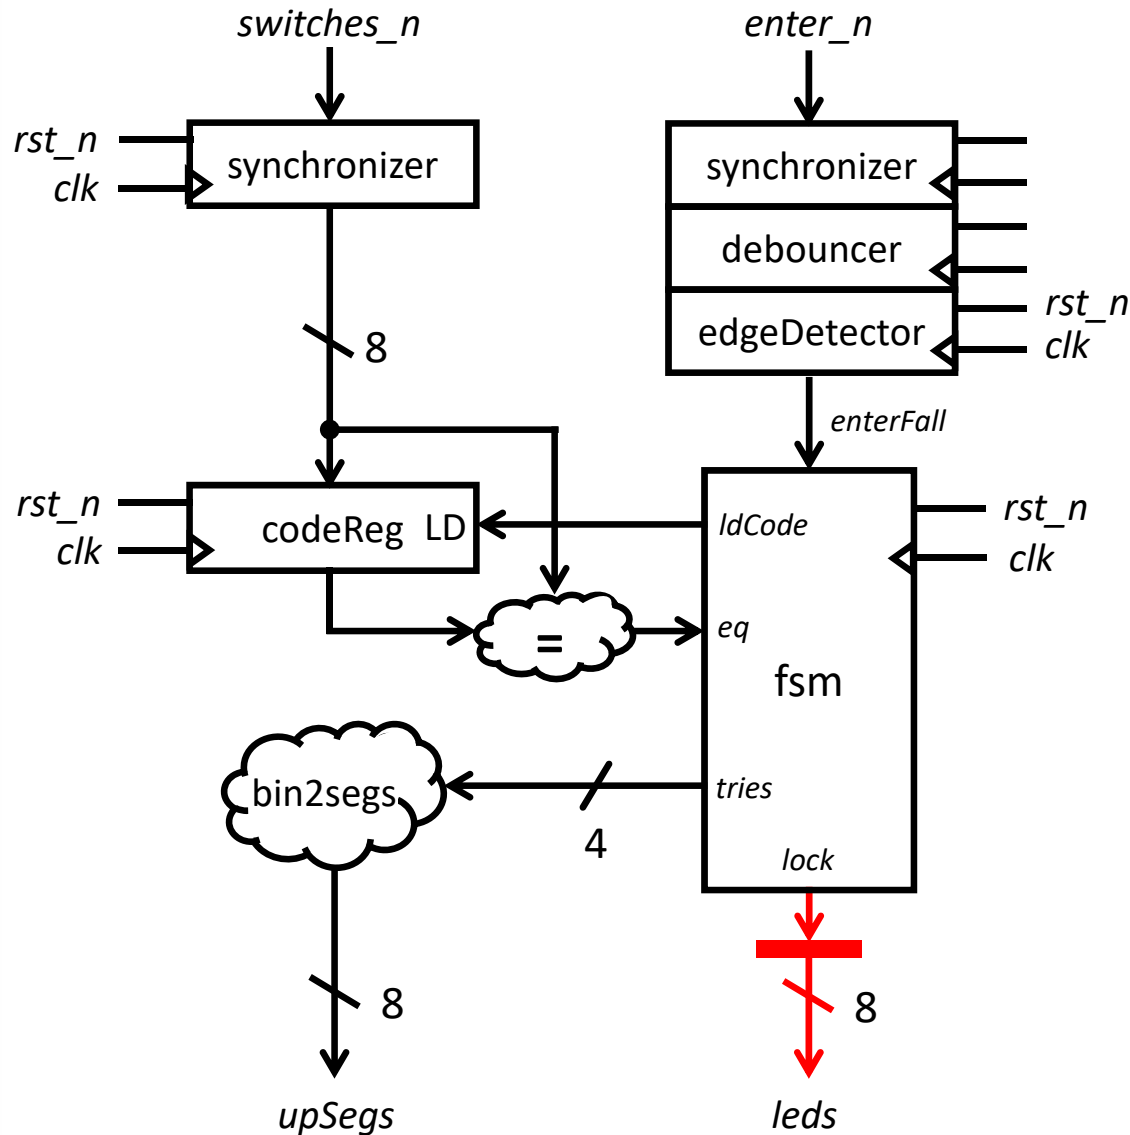 switches_n
enter_n
rst_n
clk
synchronizer
synchronizer
debouncer
edgeDetector
rst_n
clk
8
enterFall
rst_n
clk
codeReg LD
ldCode
rst_n
clk
=
eq
fsm
bin2segs
tries
4
lock
8
8
upSegs
leds